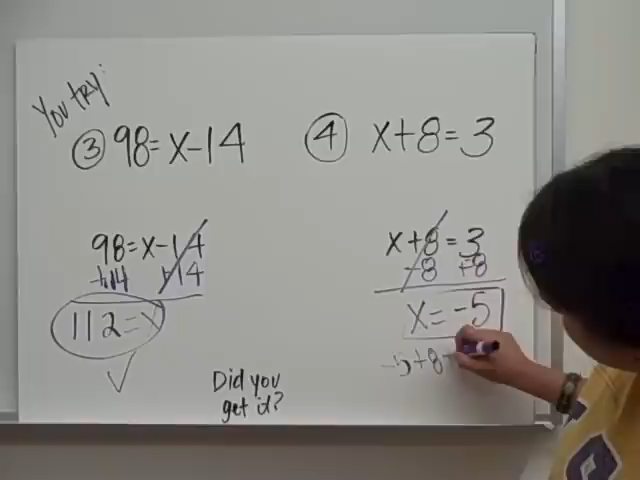 You try:
③ 98=x-14
④ x+8=3
98=x-14
+14 +14
112=x
x+8=3
-8 +8
x=-5
-5+8
Did you
get it?